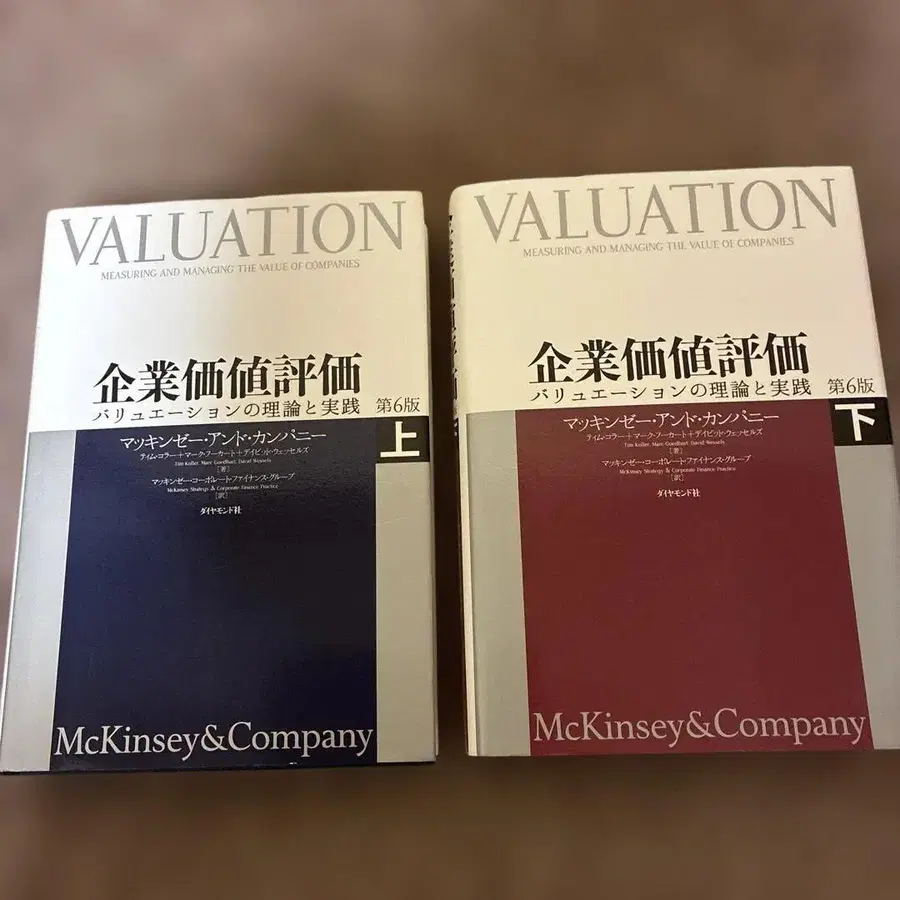 VALUATION
MEASURING AND MANAGING THE VALUE OF COMPANIES
企業価値評価
バリュエーションの理論と実践 第6版
上
マッキンゼー・アンド・カンパニー
ティム・コラー+マーク・フーカート+デイビッド・ウェッセルズ
Tim Koller, Marc Goedhart, David Wessels
[著]
マッキンゼー・コーポレート・ファイナンス・グループ
McKinsey Strategy & Corporate Finance Practice
[訳]
ダイヤモンド社
McKinsey&Company
VALUATION
MEASURING AND MANAGING THE VALUE OF COMPANIES
企業価値評価
バリュエーションの理論と実践 第6版
下
マッキンゼー・アンド・カンパニー
ティム・コラー+マーク・フーカート+デイビッド・ウェッセルズ
Tim Koller, Marc Goedhart, David Wessels
[著]
マッキンゼー・コーポレート・ファイナンス・グループ
McKinsey Strategy & Corporate Finance Practice
[訳]
ダイヤモンド社
McKinsey&Company